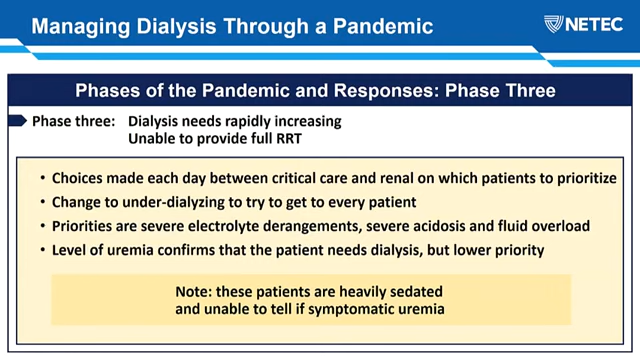 Managing Dialysis Through a Pandemic
NETEC
Phases of the Pandemic and Responses: Phase Three
Phase three: Dialysis needs rapidly increasing
Unable to provide full RRT
• Choices made each day between critical care and renal on which patients to prioritize
• Change to under-dialyzing to try to get to every patient
• Priorities are severe electrolyte derangements, severe acidosis and fluid overload
• Level of uremia confirms that the patient needs dialysis, but lower priority
Note: these patients are heavily sedated
and unable to tell if symptomatic uremia